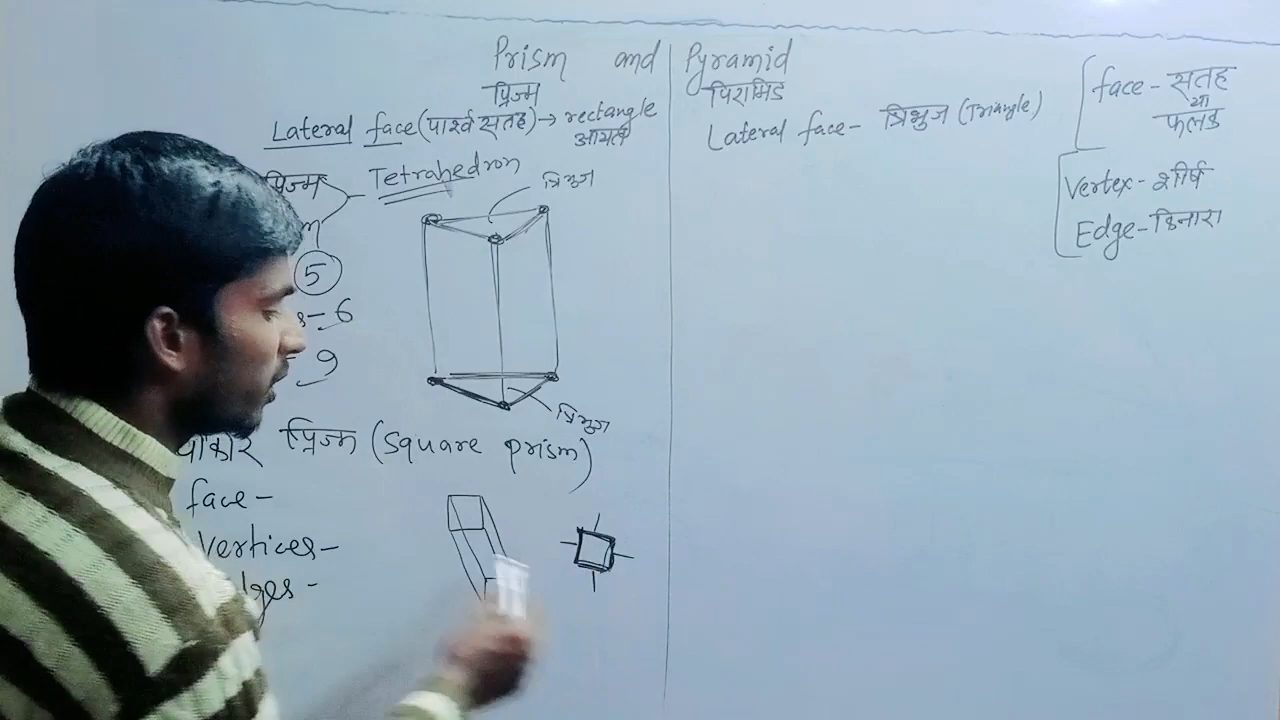 Prism and Pyramid
प्रिज्म पिरामिड
Lateral face (पार्श्व सतह) → rectangle
आयत
Lateral face - त्रिभुज (Triangle)
face - सतह
या
फलक
Vertex - शीर्ष
Edge - किनारा
प्रिज्म
Tetrahedron
त्रिभुज
5
6
9
त्रिभुज
प्रिज्म (square prism)
face -
Vertices -